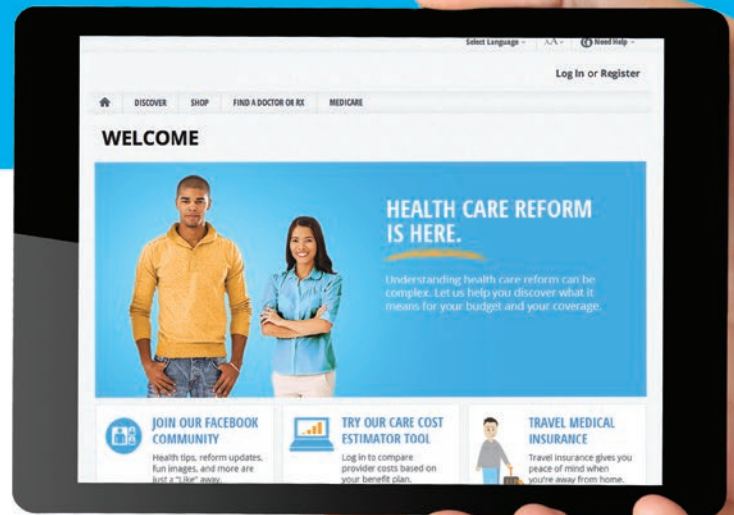 Select Language
AA
Need Help
Log In or Register
DISCOVER SHOP FIND A DOCTOR OR RX MEDICARE
WELCOME
HEALTH CARE REFORM
IS HERE.
Understanding health care reform can be
complex. Let us help you discover what it
means for your budget and your coverage.
JOIN OUR FACEBOOK
COMMUNITY
Health tips, reform updates,
fun images, and more are
just a "Like" away.
TRY OUR CARE COST
ESTIMATOR TOOL
Log in to compare
provider costs based on
your benefit plan.
TRAVEL MEDICAL
INSURANCE
Travel insurance gives you
peace of mind when
you're away from home.